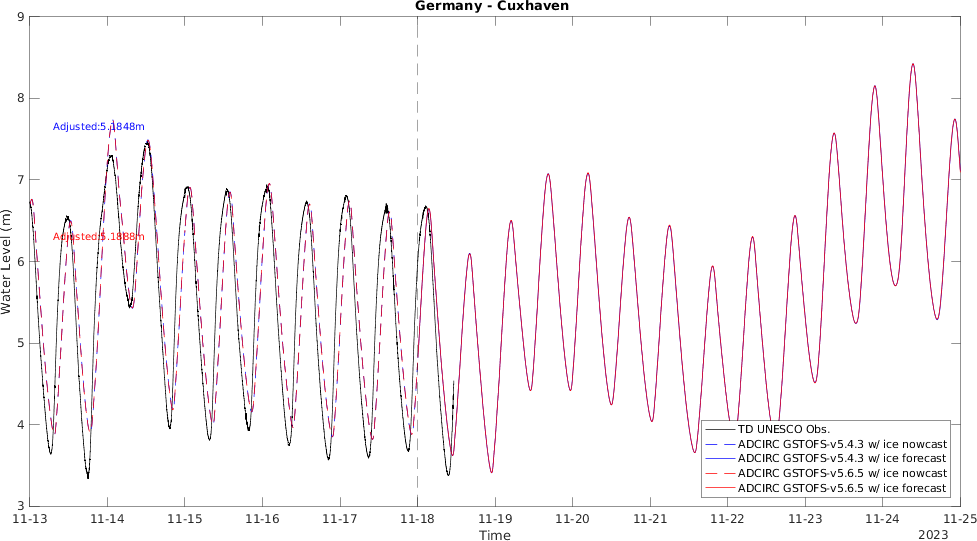 Germany - Cuxhaven
9
8
7
6
5
4
3
Water Level (m)
Adjusted:5.1848m
Adjusted:5.1888m
TD UNESCO Obs.
ADCIRC GSTOFS-v5.4.3 w/ ice nowcast
ADCIRC GSTOFS-v5.4.3 w/ ice forecast
ADCIRC GSTOFS-v5.6.5 w/ ice nowcast
ADCIRC GSTOFS-v5.6.5 w/ ice forecast
11-13 11-14 11-15 11-16 11-17 11-18 11-19 11-20 11-21 11-22 11-23 11-24 11-25
Time
2023